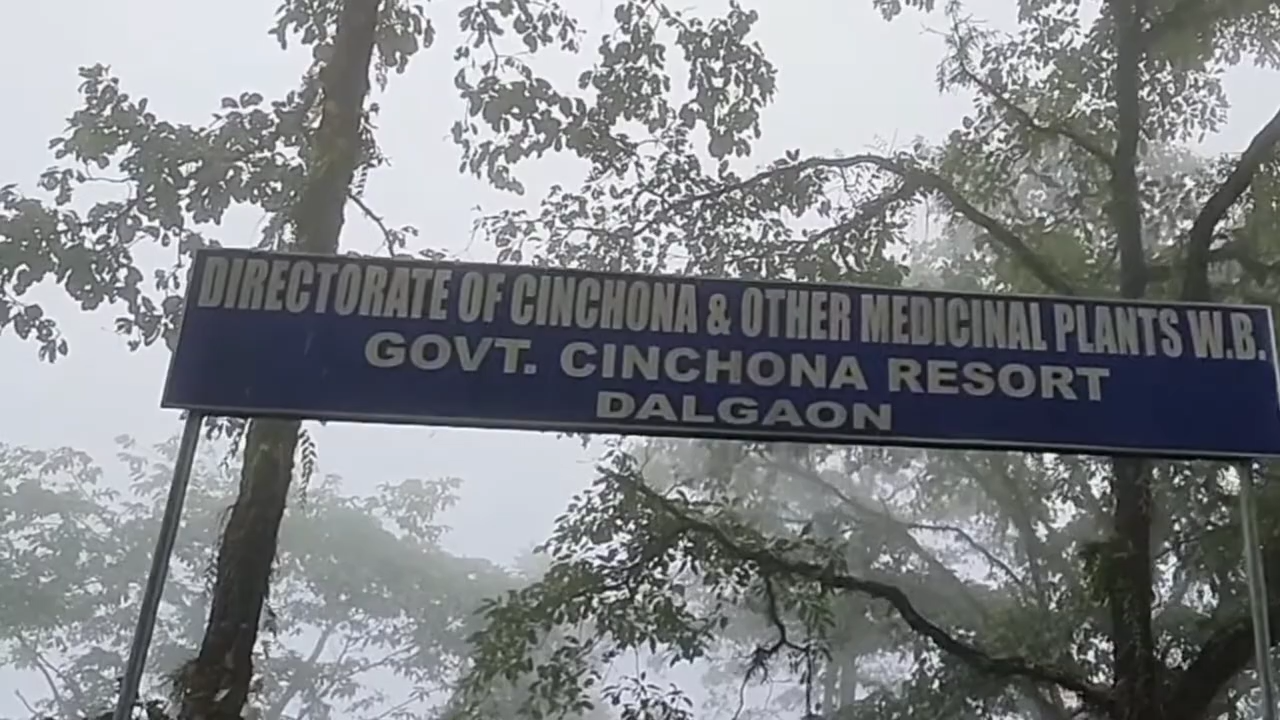 DIRECTORATE OF CINCHONA & OTHER MEDICINAL PLANTS W.B.
GOVT. CINCHONA RESORT
DALGAON